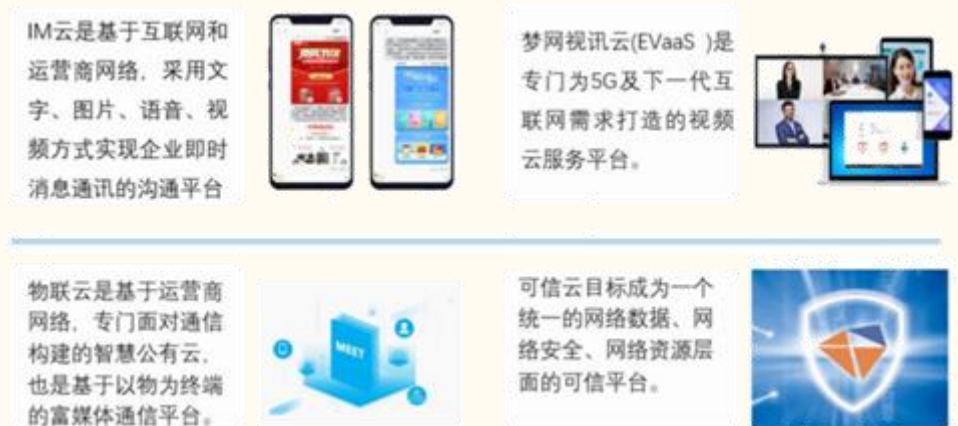 IM云是基于互联网和
运营商网络，采用文
字、图片、语音、视
频方式实现企业即时
消息通讯的沟通平台
梦网视讯云(EVaaS )是
专门为5G及下一代互
联网需求打造的视频
云服务平台。
物联云是基于运营商
网络，专门面对通信
构建的智慧公有云，
也是基于以物为终端
的富媒体通信平台。
MEET
可信云目标成为一个
统一的网络数据、网
络安全、网络资源层
面的可信平台。